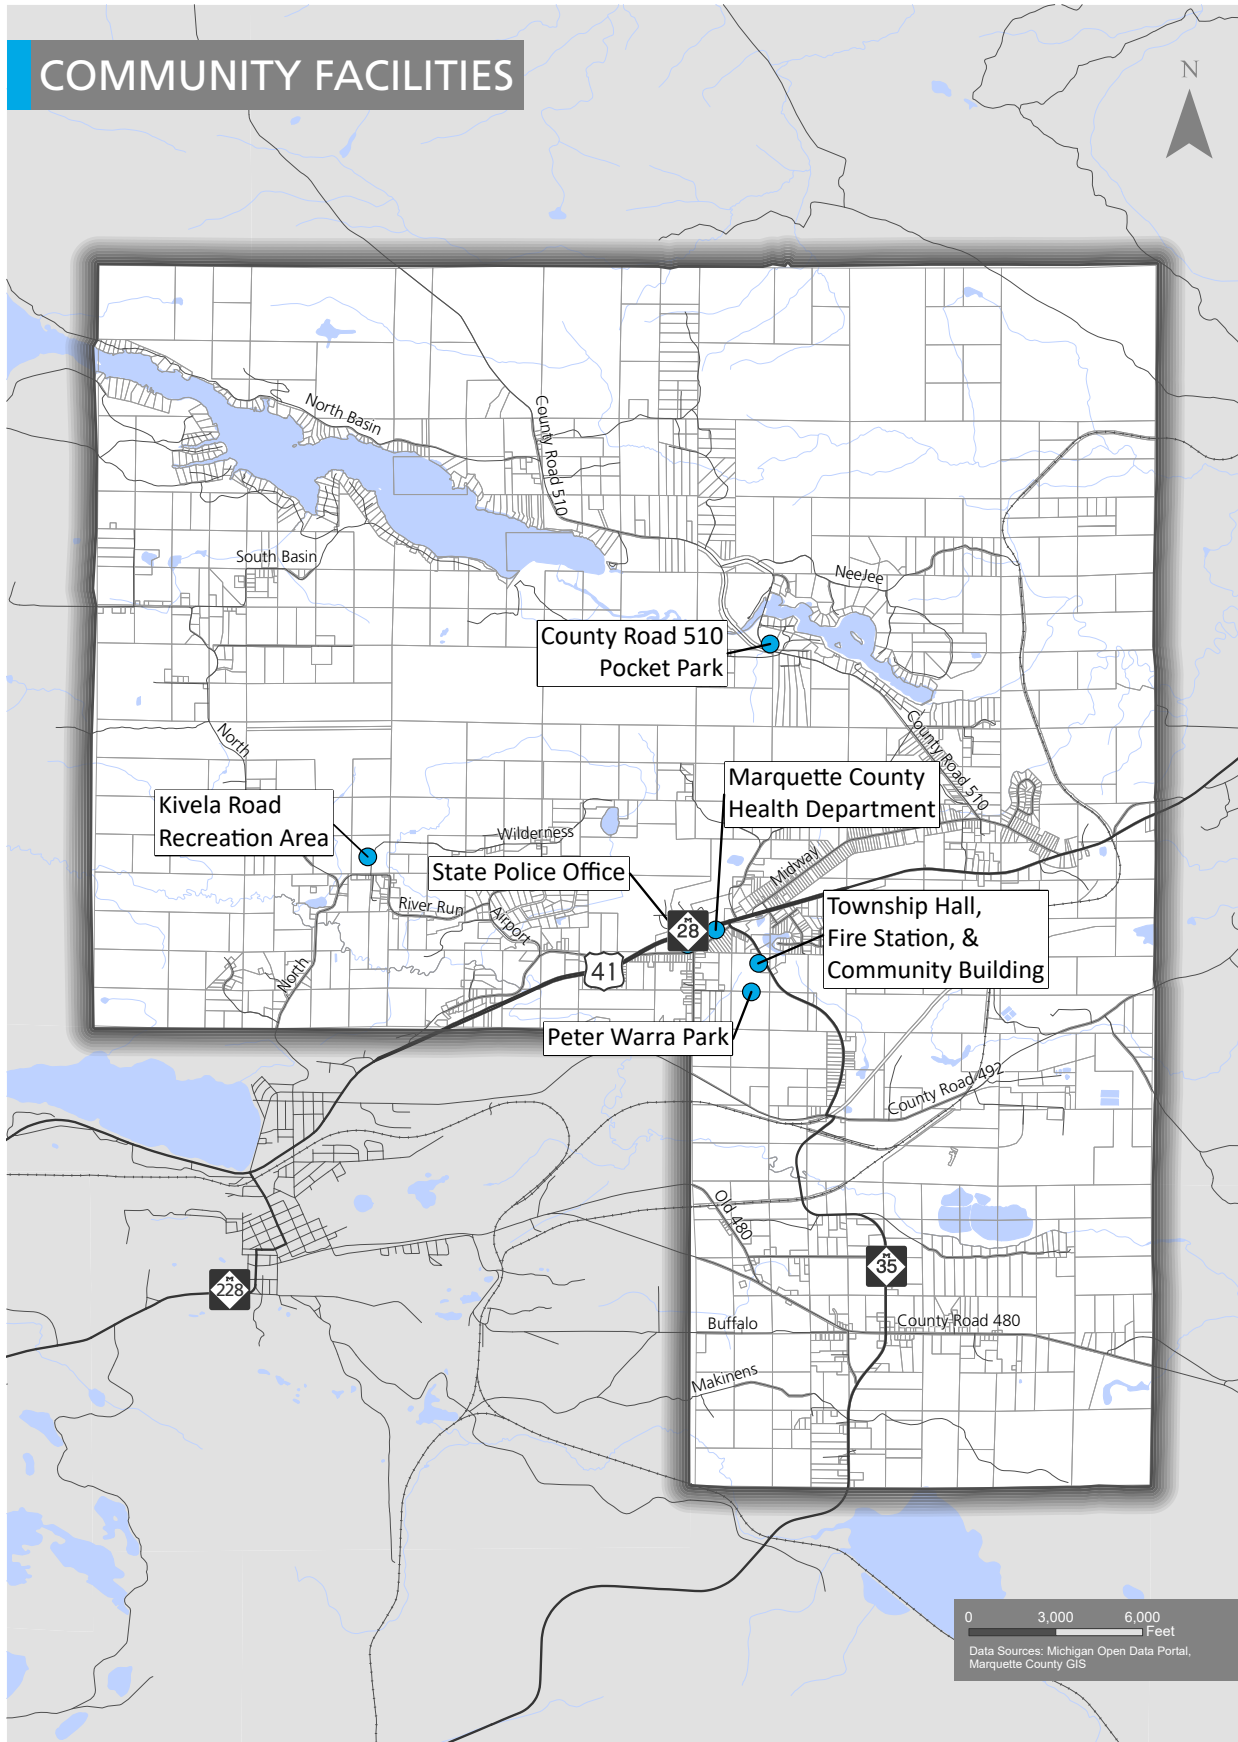 COMMUNITY FACILITIES
N
North Basin
County Road 510
South Basin
NeeJee
County Road 510
Pocket Park
North
County Road 510
Marquette County
Health Department
Kivela Road
Recreation Area
Wilderness
Midway
State Police Office
River Run
Airport
M
28
Township Hall,
Fire Station, &
Community Building
North
41
Peter Warra Park
County Road 492
Old 480
M
35
M
228
Buffalo
County Road 480
Makinens
0 3,000 6,000
Feet
Data Sources: Michigan Open Data Portal,
Marquette County GIS